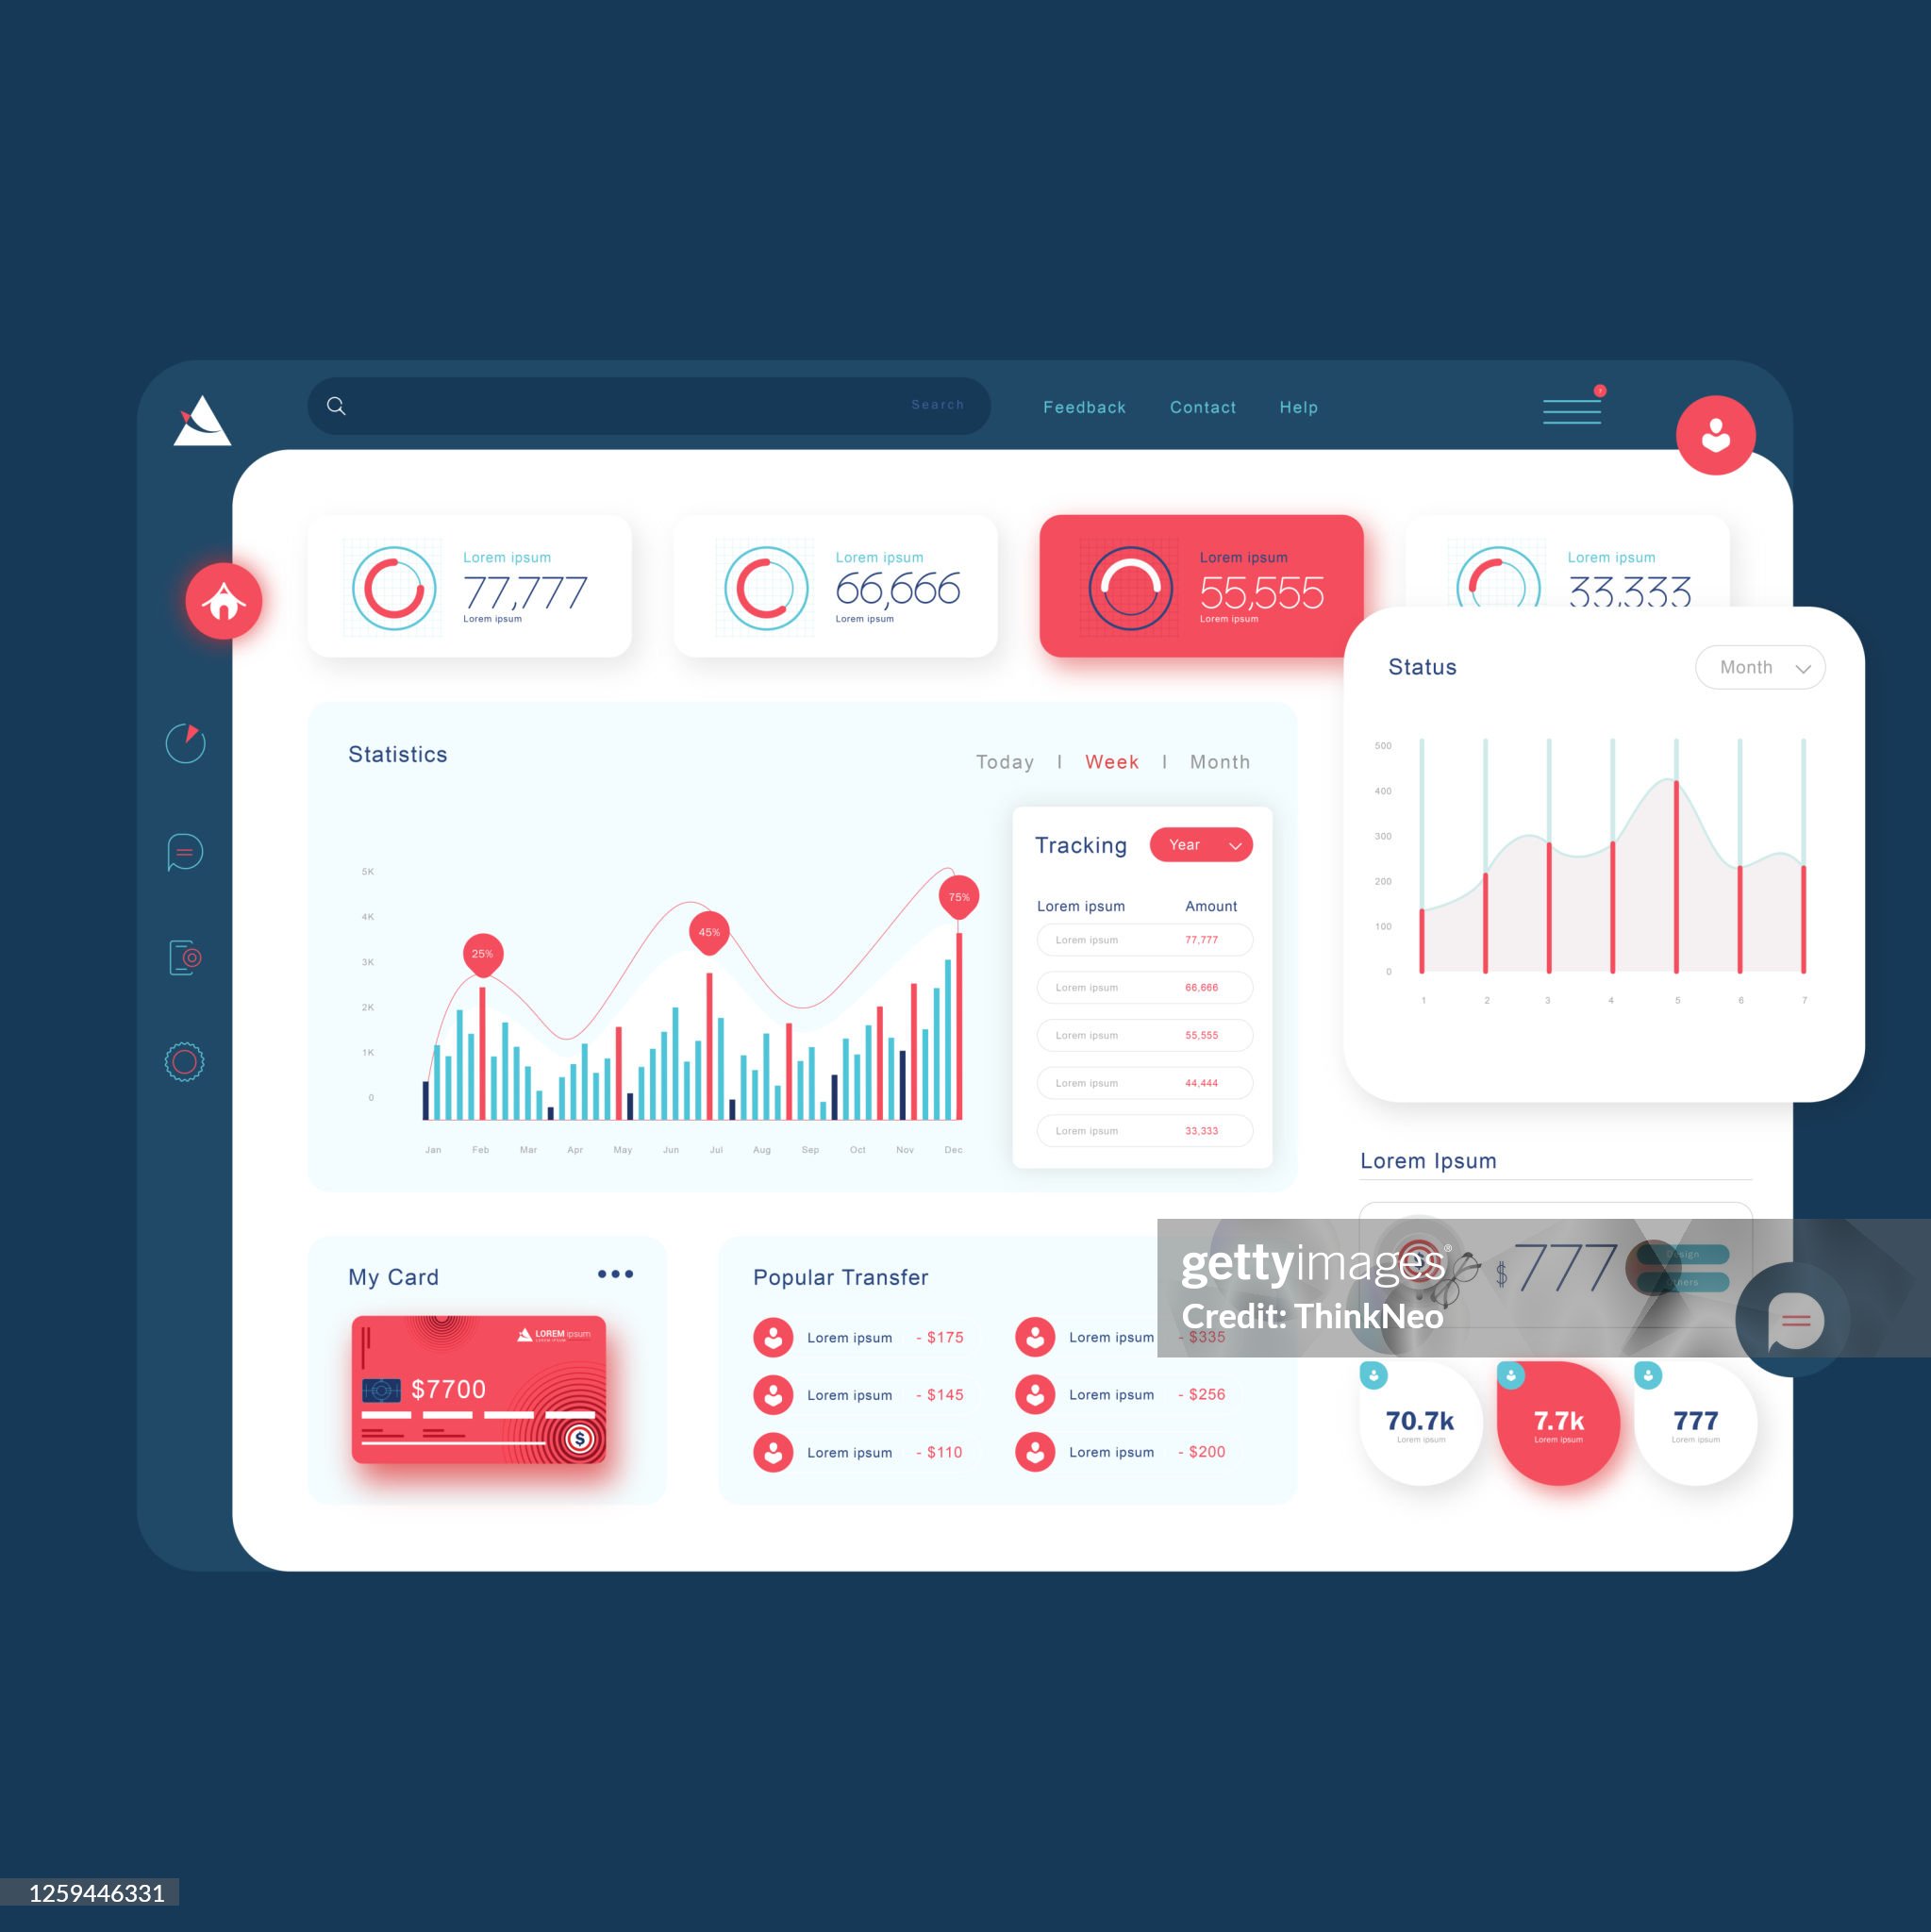 Search
Feedback Contact Help
Lorem ipsum
77,777
Lorem ipsum
Lorem ipsum
66,666
Lorem ipsum
Lorem ipsum
55,555
Lorem ipsum
Lorem ipsum
33,333
Status
Month
500
400
300
200
100
0
1 2 3 4 5 6 7
Statistics
Today I Week I Month
5K
4K
3K
2K
1K
0
25%
45%
75%
Jan Feb Mar Apr May Jun Jul Aug Sep Oct Nov Dec
Tracking
Year
Lorem ipsum Amount
Lorem ipsum 77,777
Lorem ipsum 66,666
Lorem ipsum 55,555
Lorem ipsum 44,444
Lorem ipsum 33,333
Lorem Ipsum
$ 777
Design
Others
$
gettyimages®
Credit: ThinkNeo
My Card
LOREM ipsum
$7700
$
Popular Transfer
Lorem ipsum - $175
Lorem ipsum - $335
Lorem ipsum - $145
Lorem ipsum - $256
Lorem ipsum - $110
Lorem ipsum - $200
70.7k
Lorem ipsum
7.7k
Lorem ipsum
777
Lorem ipsum
1259446331